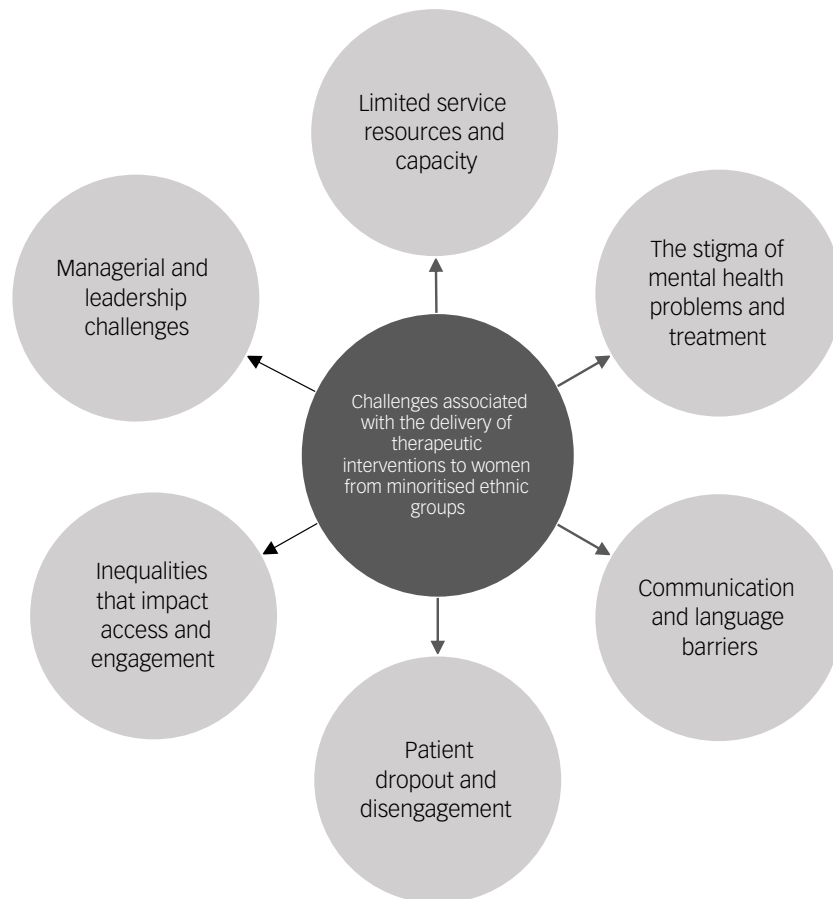 Limited service
resources and
capacity
Managerial and
leadership
challenges
The stigma of
mental health
problems and
treatment
Challenges associated
with the delivery of
therapeutic
interventions to women
from minoritised ethnic
groups
Inequalities
that impact
access and
engagement
Communication
and language
barriers
Patient
dropout and
disengagement